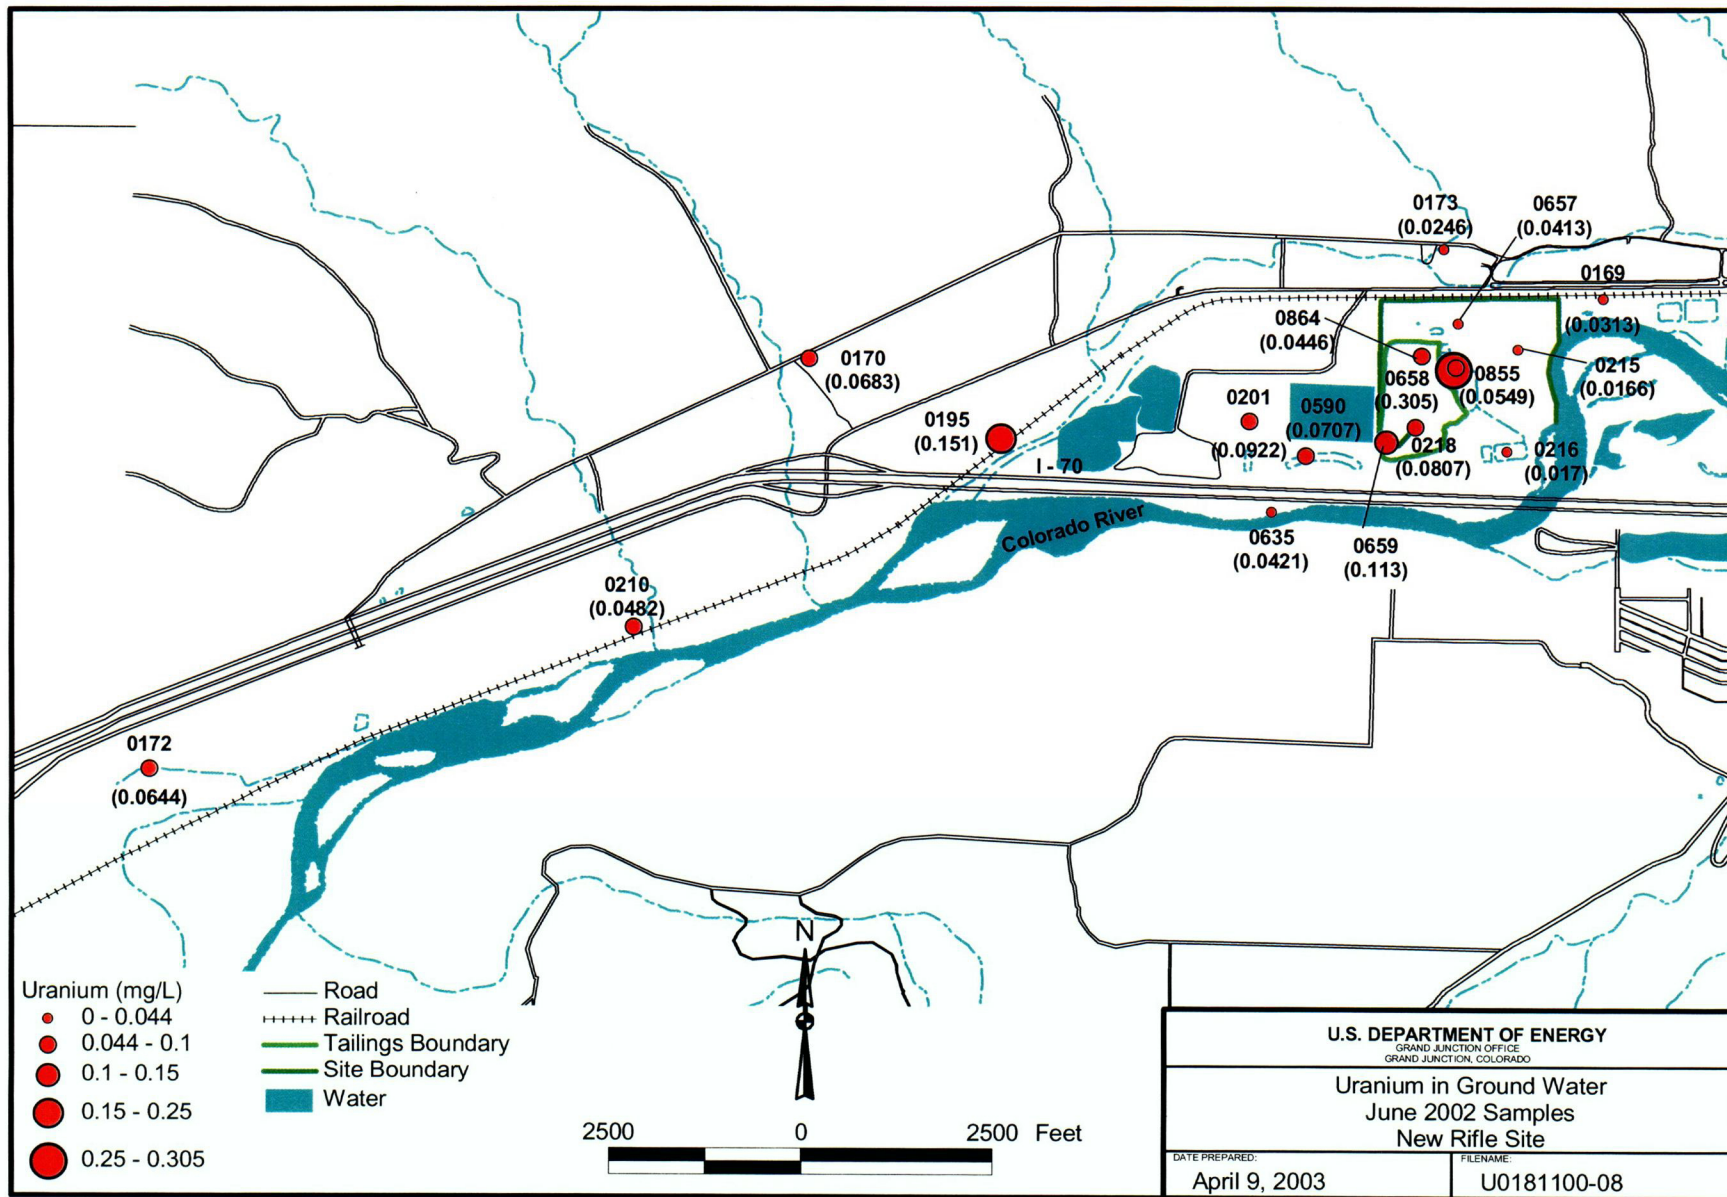 0173
(0.0246)
0657
(0.0413)
0169
(0.0313)
0864
(0.0446)
0170
(0.0683)
0658
(0.305)
0855
(0.0549)
0215
(0.0166)
0195
(0.151)
0201
(0.0922)
0590
(0.0707)
0218
(0.0807)
0216
(0.017)
I - 70
Colorado River
0635
(0.0421)
0659
(0.113)
0210
(0.0482)
0172
(0.0644)
N
Uranium (mg/L)
0 - 0.044
0.044 - 0.1
0.1 - 0.15
0.15 - 0.25
0.25 - 0.305
Road
Railroad
Tailings Boundary
Site Boundary
Water
2500 0 2500 Feet
U.S. DEPARTMENT OF ENERGY
GRAND JUNCTION OFFICE
GRAND JUNCTION, COLORADO
Uranium in Ground Water
June 2002 Samples
New Rifle Site
DATE PREPARED:
April 9, 2003
FILENAME:
U0181100-08